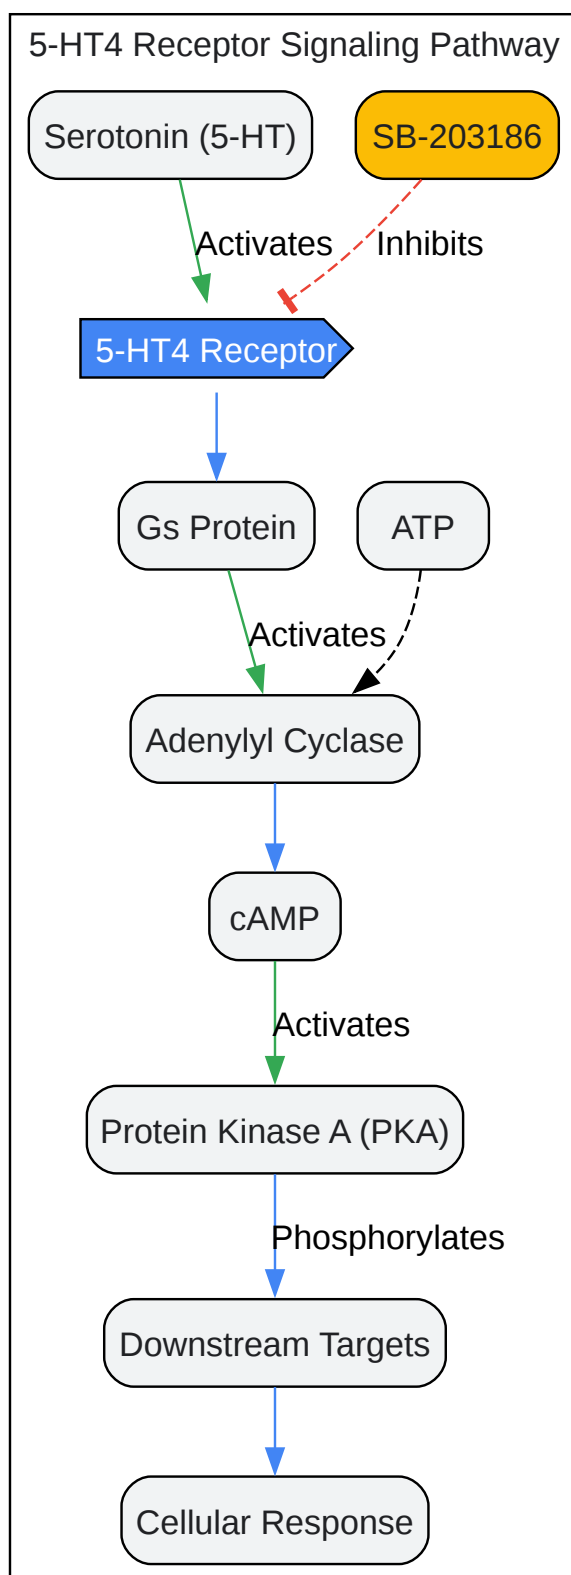 5-HT4 Receptor Signaling Pathway
Serotonin (5-HT)
SB-203186
Activates
Inhibits
5-HT4 Receptor
Gs Protein
ATP
Activates
Adenylyl Cyclase
cAMP
Activates
Protein Kinase A (PKA)
Phosphorylates
Downstream Targets
Cellular Response